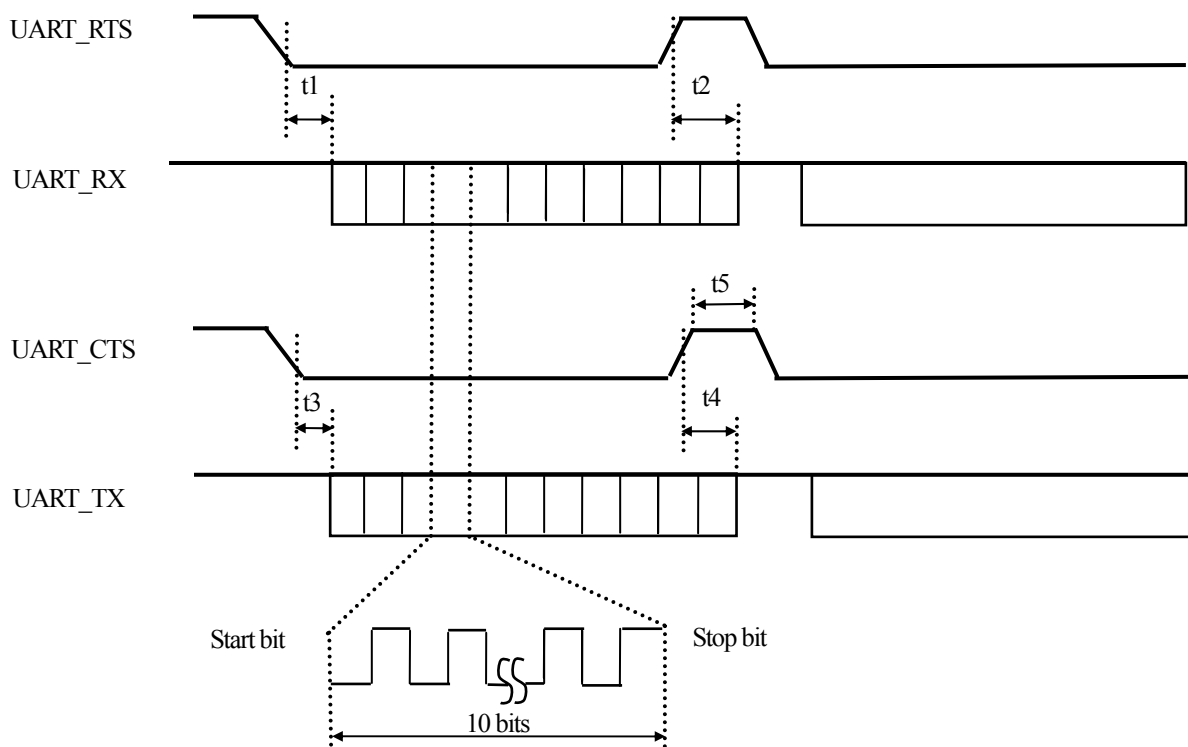 UART_RTS
t1
t2
UART_RX
t5
UART_CTS
t3
t4
UART_TX
Start bit
Stop bit
10 bits